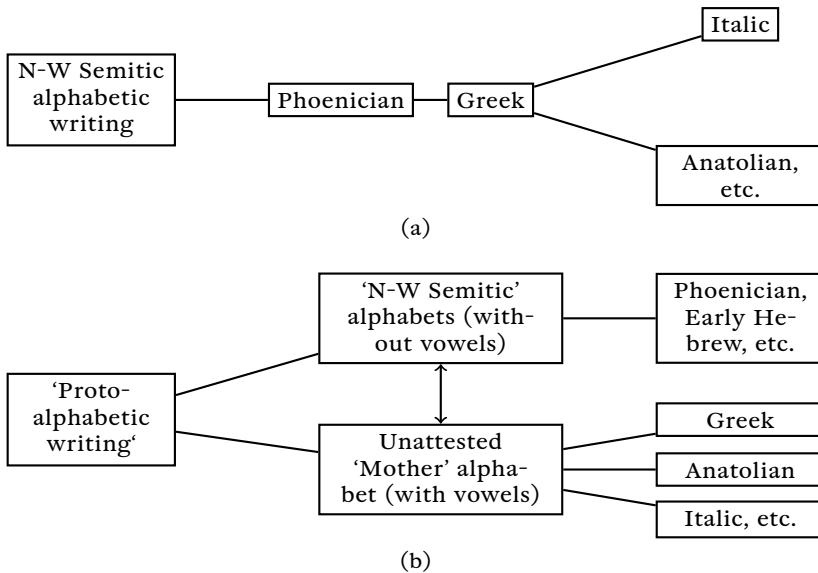 Italic
N-W Semitic
alphabetic
writing
Phoenician
Greek
Anatolian,
etc.
(a)
‘N-W Semitic’
alphabets (with-
out vowels)
Phoenician,
Early He-
brew, etc.
‘Proto-
alphabetic
writing‘
Unattested
‘Mother’ alpha-
bet (with vowels)
Greek
Anatolian
Italic, etc.
(b)